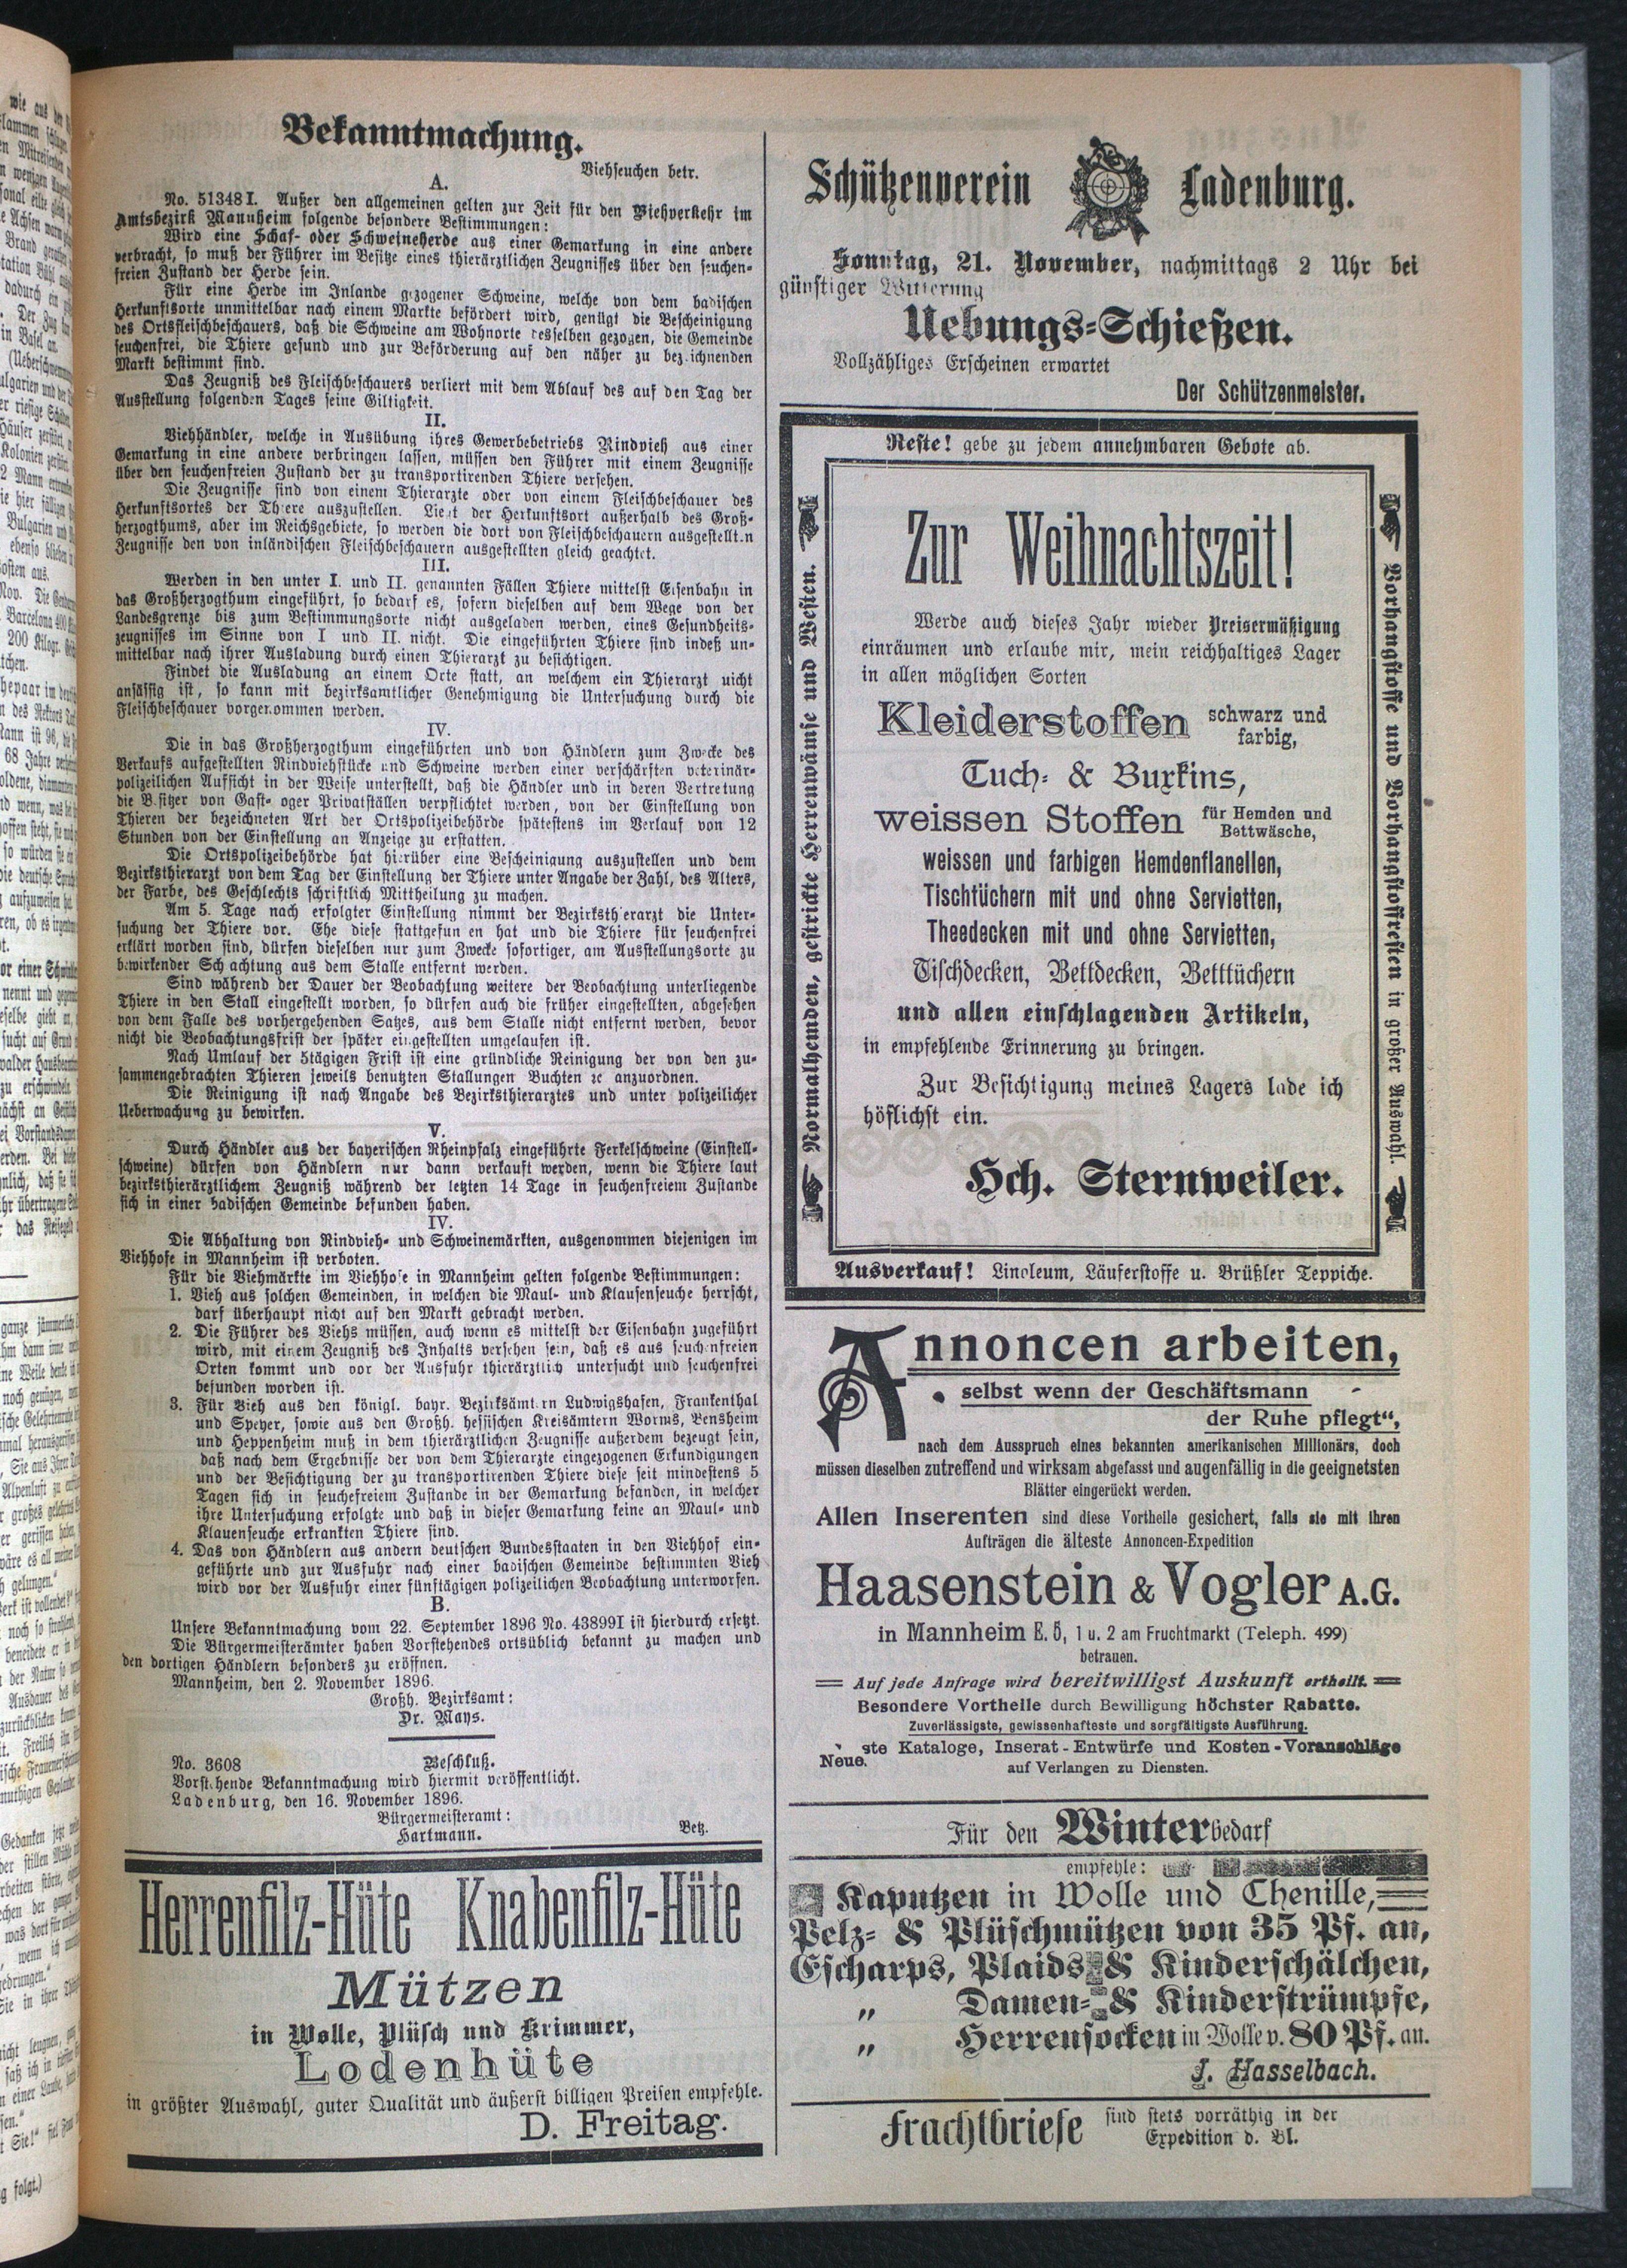 Bekanntmachung.
Viehseuchen betr.
A.
No. 51348 I. Außer den allgemeinen gelten zur Zeit für den Viehverkehr im
Amtsbezirk Mannheim folgende besondere Bestimmungen:
Wird eine Schaf- oder Schweineherde aus einer Gemarkung in eine andere
verbracht, so muß der Führer im Besitze eines thierärztlichen Zeugnisses über den seuchen-
freien Zustand der Herde sein.
Für eine Herde im Inlande gezogener Schweine, welche von dem badischen
Herkunftsorte unmittelbar nach einem Markte befördert wird, genügt die Bescheinigung
des Ortsfleischbeschauers, daß die Schweine am Wohnorte desselben gezogen, die Gemeinde
seuchenfrei, die Thiere gesund und zur Beförderung auf den näher zu bezeichnenden
Markt bestimmt sind.
Das Zeugniß des Fleischbeschauers verliert mit dem Ablauf des auf den Tag der
Ausstellung folgenden Tages seine Giltigkeit.
II.
Viehhändler, welche in Ausübung ihres Gewerbebetriebs Rindvieh aus einer
Gemarkung in eine andere verbringen lassen, müssen den Führer mit einem Zeugnisse
über den seuchenfreien Zustand der zu transportirenden Thiere versehen.
Die Zeugnisse sind von einem Thierarzte oder von einem Fleischbeschauer des
Herkunftsortes der Thiere auszustellen. Liegt der Herkunftsort außerhalb des Groß-
herzogthums, aber im Reichsgebiete, so werden die dort von Fleischbeschauern ausgestellten
Zeugnisse den von inländischen Fleischbeschauern ausgestellten gleich geachtet.
III.
Werden in den unter I. und II. genannten Fällen Thiere mittelst Eisenbahn in
das Großherzogthum eingeführt, so bedarf es, sofern dieselben auf dem Wege von der
Landesgrenze bis zum Bestimmungsorte nicht ausgeladen werden, eines Gesundheits-
zeugnisses im Sinne von I und II. nicht. Die eingeführten Thiere sind indeß un-
mittelbar nach ihrer Ausladung durch einen Thierarzt zu besichtigen.
Findet die Ausladung an einem Orte statt, an welchem ein Thierarzt nicht
ansässig ist, so kann mit bezirksamtlicher Genehmigung die Untersuchung durch die
Fleischbeschauer vorgenommen werden.
IV.
Die in das Großherzogthum eingeführten und von Händlern zum Zwecke des
Verkaufs aufgestellten Rindviehstücke und Schweine werden einer verschärften veterinär-
polizeilichen Aufsicht in der Weise unterstellt, daß die Händler und in deren Vertretung
die Besitzer von Gast- oger Privatställen verpflichtet werden, von der Einstellung von
Thieren der bezeichneten Art der Ortspolizeibehörde spätestens im Verlauf von 12
Stunden von der Einstellung an Anzeige zu erstatten.
Die Ortspolizeibehörde hat hierüber eine Bescheinigung auszustellen und dem
Bezirksthierarzt von dem Tag der Einstellung der Thiere unter Angabe der Zahl, des Alters,
der Farbe, des Geschlechts schriftlich Mittheilung zu machen.
Am 5. Tage nach erfolgter Einstellung nimmt der Bezirksthierarzt die Unter-
suchung der Thiere vor. Ehe diese stattgefunden hat und die Thiere für seuchenfrei
erklärt worden sind, dürfen dieselben nur zum Zwecke sofortiger, am Ausstellungsorte zu
bewirkender Schlachtung aus dem Stalle entfernt werden.
Sind während der Dauer der Beobachtung weitere der Beobachtung unterliegende
Thiere in den Stall eingestellt worden, so dürfen auch die früher eingestellten, abgesehen
von dem Falle des vorhergehenden Satzes, aus dem Stalle nicht entfernt werden, bevor
nicht die Beobachtungsfrist der später eingestellten umgelaufen ist.
Nach Umlauf der 5tägigen Frist ist eine gründliche Reinigung der von den zu-
sammengebrachten Thieren jeweils benutzten Stallungen Buchten ꝛc anzuordnen.
Die Reinigung ist nach Angabe des Bezirksthierarztes und unter polizeilicher
Ueberwachung zu bewirken.
V.
Durch Händler aus der bayerischen Rheinpfalz eingeführte Ferkelschweine (Einstell-
schweine) dürfen von Händlern nur dann verkauft werden, wenn die Thiere laut
bezirksthierärztlichem Zeugniß während der letzten 14 Tage in seuchenfreiem Zustande
sich in einer badischen Gemeinde befunden haben.
IV.
Die Abhaltung von Rindvieh- und Schweinemärkten, ausgenommen diejenigen im
Viehhofe in Mannheim ist verboten.
Für die Viehmärkte im Viehhofe in Mannheim gelten folgende Bestimmungen:
1. Vieh aus solchen Gemeinden, in welchen die Maul- und Klauenseuche herrscht,
darf überhaupt nicht auf den Markt gebracht werden.
2. Die Führer des Viehs müssen, auch wenn es mittelst der Eisenbahn zugeführt
wird, mit einem Zeugniß des Inhalts versehen sein, daß es aus seuchenfreien
Orten kommt und vor der Ausfuhr thierärztlich untersucht und seuchenfrei
befunden worden ist.
3. Für Vieh aus den königl. bayr. Bezirksämtern Ludwigshafen, Frankenthal
und Speyer, sowie aus den Großh. hessischen Kreisämtern Worms, Bensheim
und Heppenheim muß in dem thierärztlichen Zeugnisse außerdem bezeugt sein,
daß nach dem Ergebnisse der von dem Thierarzte eingezogenen Erkundigungen
und der Besichtigung der zu transportirenden Thiere diese seit mindestens 5
Tagen sich in seuchefreiem Zustande in der Gemarkung befanden, in welcher
ihre Untersuchung erfolgte und daß in dieser Gemarkung keine an Maul- und
Klauenseuche erkrankten Thiere sind.
4. Das von Händlern aus andern deutschen Bundesstaaten in den Viehhof ein-
geführte und zur Ausfuhr nach einer badischen Gemeinde bestimmten Vieh
wird vor der Ausfuhr einer fünftägigen polizeilichen Beobachtung unterworfen.
B.
Unsere Bekanntmachung vom 22. September 1896 No. 43899I ist hierdurch ersetzt.
Die Bürgermeisterämter haben Vorstehendes ortsüblich bekannt zu machen und
den dortigen Händlern besonders zu eröffnen.
Mannheim, den 2. November 1896.
Großh. Bezirksamt:
Dr. Mays.
No. 3608 Beschluß.
Vorstehende Bekanntmachung wird hiermit veröffentlicht.
Ladenburg, den 16. November 1896.
Bürgermeisteramt:
Hartmann. Betz.
Herrenfilz-Hüte Knabenfilz-Hüte
Mützen
in Wolle, Plüsch und Krimmer,
Lodenhüte
in größter Auswahl, guter Qualität und äußerst billigen Preisen empfehle.
D. Freitag.
Schützenverein Ladenburg.
Sonntag, 21. November, nachmittags 2 Uhr bei
günstiger Witterung
Uebungs-Schießen.
Vollzähliges Erscheinen erwartet
Der Schützenmeister.
Reste! gebe zu jedem annehmbaren Gebote ab.
Normalhemden, gestrickte Herrenwämse und Westen.
Zur Weihnachtszeit!
Werde auch dieses Jahr wieder Preisermäßigung
einräumen und erlaube mir, mein reichhaltiges Lager
in allen möglichen Sorten
Kleiderstoffen schwarz und
farbig,
Tuch- & Buxkins,
weissen Stoffen für Hemden und
Bettwäsche,
weissen und farbigen Hemdenflanellen,
Tischtüchern mit und ohne Servietten,
Theedecken mit und ohne Servietten,
Tischdecken, Bettdecken, Betttüchern
und allen einschlagenden Artikeln,
in empfehlende Erinnerung zu bringen.
Zur Besichtigung meines Lagers lade ich
höflichst ein.
Hch. Sternweiler.
Vorhangstoffe und Vorhangstoffresten in großer Auswahl.
Ausverkauf! Linoleum, Läuferstoffe u. Brüßler Teppiche.
Annoncen arbeiten,
selbst wenn der Geschäftsmann
der Ruhe pflegt“,
nach dem Ausspruch eines bekannten amerikanischen Millionärs, doch
müssen dieselben zutreffend und wirksam abgefasst und augenfällig in die geeignetsten
Blätter eingerückt werden.
Allen Inserenten sind diese Vortheile gesichert, falls sie mit ihren
Aufträgen die älteste Annoncen-Expedition
Haasenstein & Vogler A.G.
in Mannheim E. 5, 1 u. 2 am Fruchtmarkt (Teleph. 499)
betrauen.
Auf jede Anfrage wird bereitwilligst Auskunft ertheilt.
Besondere Vortheile durch Bewilligung höchster Rabatte.
Zuverlässigste, gewissenhafteste und sorgfältigste Ausführung.
Neueste Kataloge, Inserat-Entwürfe und Kosten-Voranschläge
auf Verlangen zu Diensten.
Für den Winterbedarf
empfehle:
Kaputzen in Wolle und Chenille,
Pelz- & Plüschmützen von 35 Pf. an,
Escharps, Plaids & Kinderschälchen,
„ Damen- & Kinderstrümpfe,
„ Herrensocken in Wolle v. 80 Pf. an.
J. Hasselbach.
Frachtbriefe sind stets vorräthig in der
Expedition d. Bl.